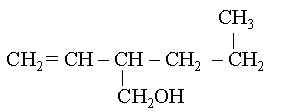 CH₃
CH₂ = CH – CH – CH₂ – CH₂
CH₂OH